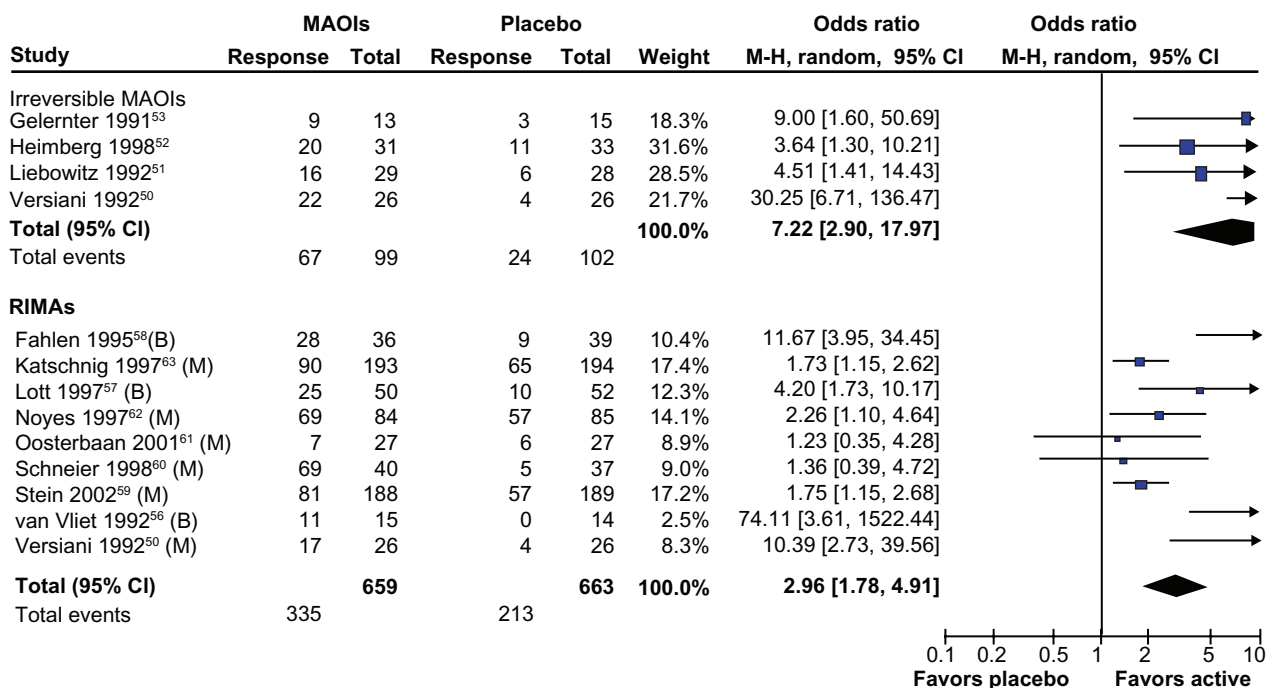 MAOIs Placebo Odds ratio Odds ratio
Study Response Total Response Total Weight M-H, random, 95% CI M-H, random, 95% CI
Irreversible MAOIs
Gelernter 1991⁵³ 9 13 3 15 18.3% 9.00 [1.60, 50.69]
Heimberg 1998⁵² 20 31 11 33 31.6% 3.64 [1.30, 10.21]
Liebowitz 1992⁵¹ 16 29 6 28 28.5% 4.51 [1.41, 14.43]
Versiani 1992⁵⁰ 22 26 4 26 21.7% 30.25 [6.71, 136.47]
Total (95% CI) 100.0% 7.22 [2.90, 17.97]
Total events 67 99 24 102
RIMAs
Fahlen 1995⁵⁸(B) 28 36 9 39 10.4% 11.67 [3.95, 34.45]
Katschnig 1997⁶³ (M) 90 193 65 194 17.4% 1.73 [1.15, 2.62]
Lott 1997⁵⁷ (B) 25 50 10 52 12.3% 4.20 [1.73, 10.17]
Noyes 1997⁶² (M) 69 84 57 85 14.1% 2.26 [1.10, 4.64]
Oosterbaan 2001⁶¹ (M) 7 27 6 27 8.9% 1.23 [0.35, 4.28]
Schneier 1998⁶⁰ (M) 69 40 5 37 9.0% 1.36 [0.39, 4.72]
Stein 2002⁵⁹ (M) 81 188 57 189 17.2% 1.75 [1.15, 2.68]
van Vliet 1992⁵⁶ (B) 11 15 0 14 2.5% 74.11 [3.61, 1522.44]
Versiani 1992⁵⁰ (M) 17 26 4 26 8.3% 10.39 [2.73, 39.56]
Total (95% CI) 659 663 100.0% 2.96 [1.78, 4.91]
Total events 335 213
0.1 0.2 0.5 1 2 5 10
Favors placebo Favors active